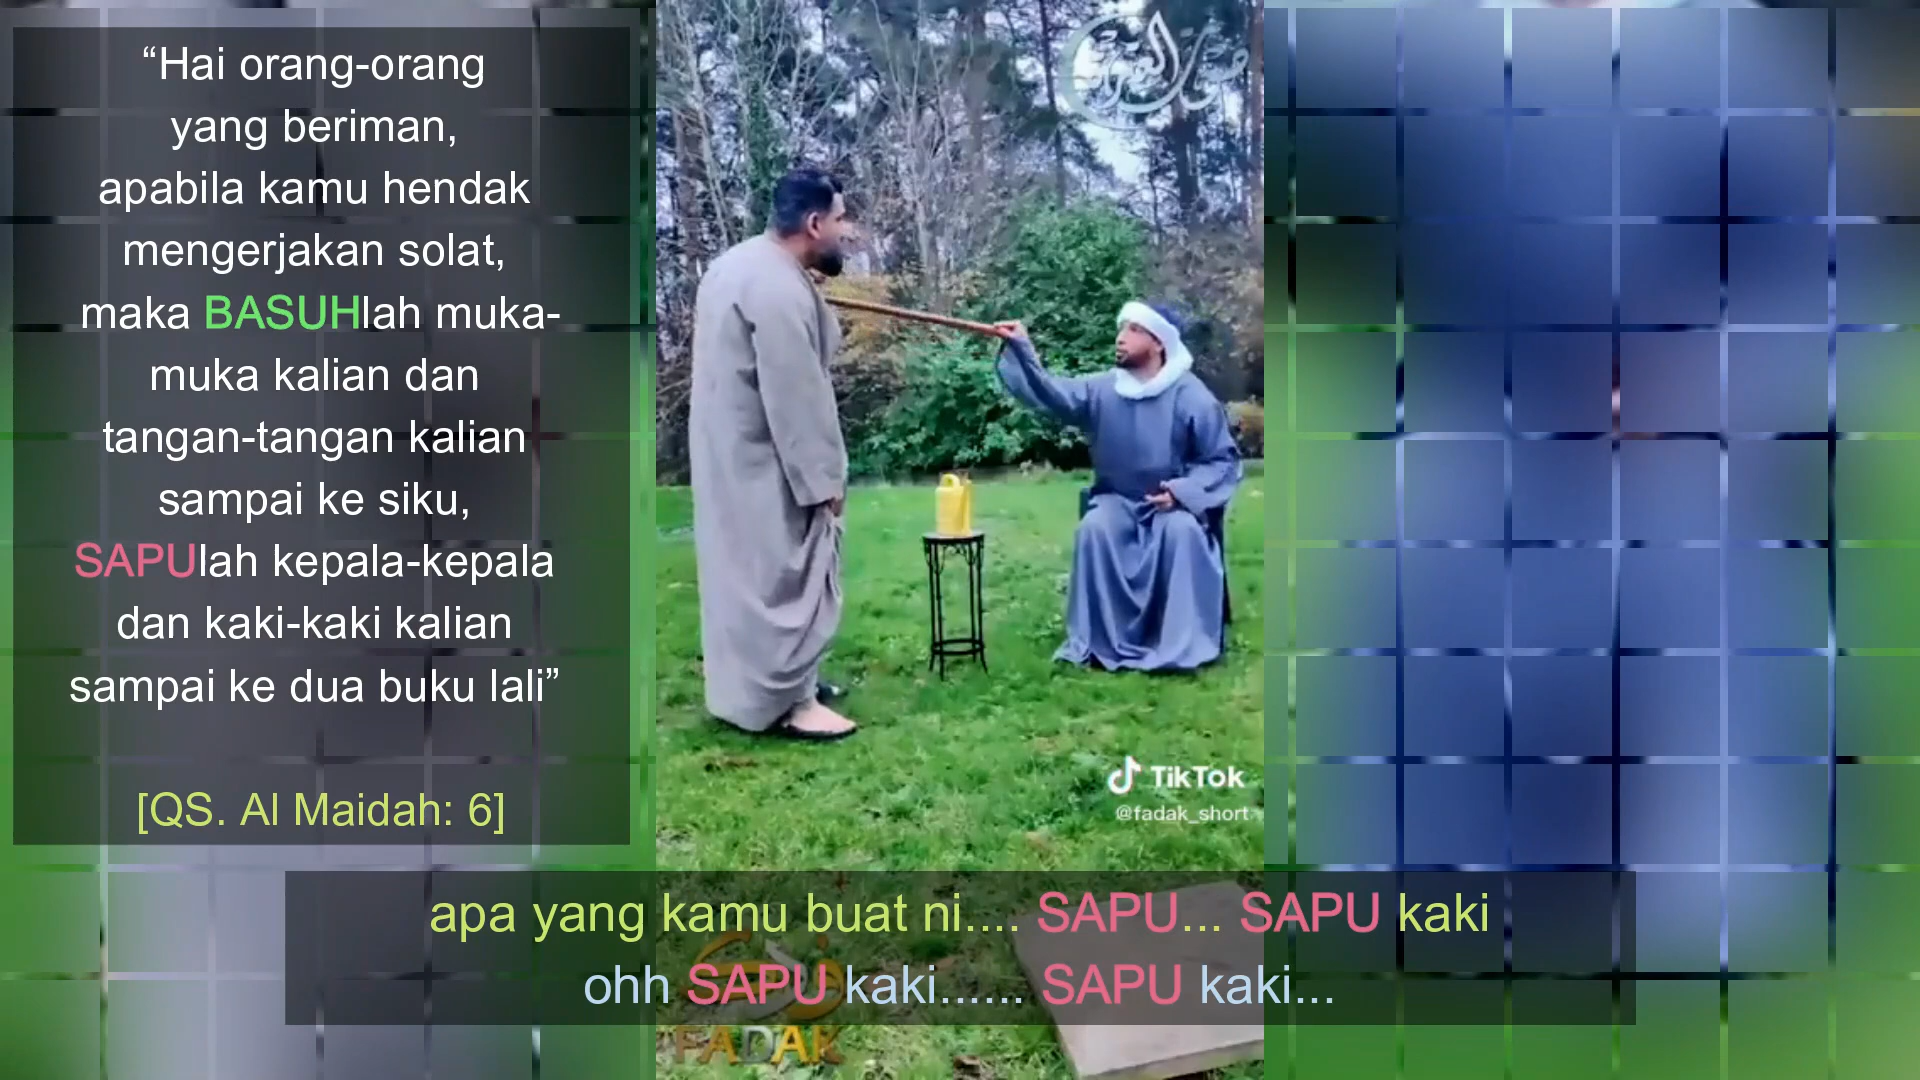 “Hai orang-orang
yang beriman,
apabila kamu hendak
mengerjakan solat,
maka BASUHlah muka-
muka kalian dan
tangan-tangan kalian
sampai ke siku,
SAPUlah kepala-kepala
dan kaki-kaki kalian
sampai ke dua buku lali”
[QS. Al Maidah: 6]
TikTok
@fadak_short
apa yang kamu buat ni.... SAPU... SAPU kaki
ohh SAPU kaki...... SAPU kaki...
FADAK